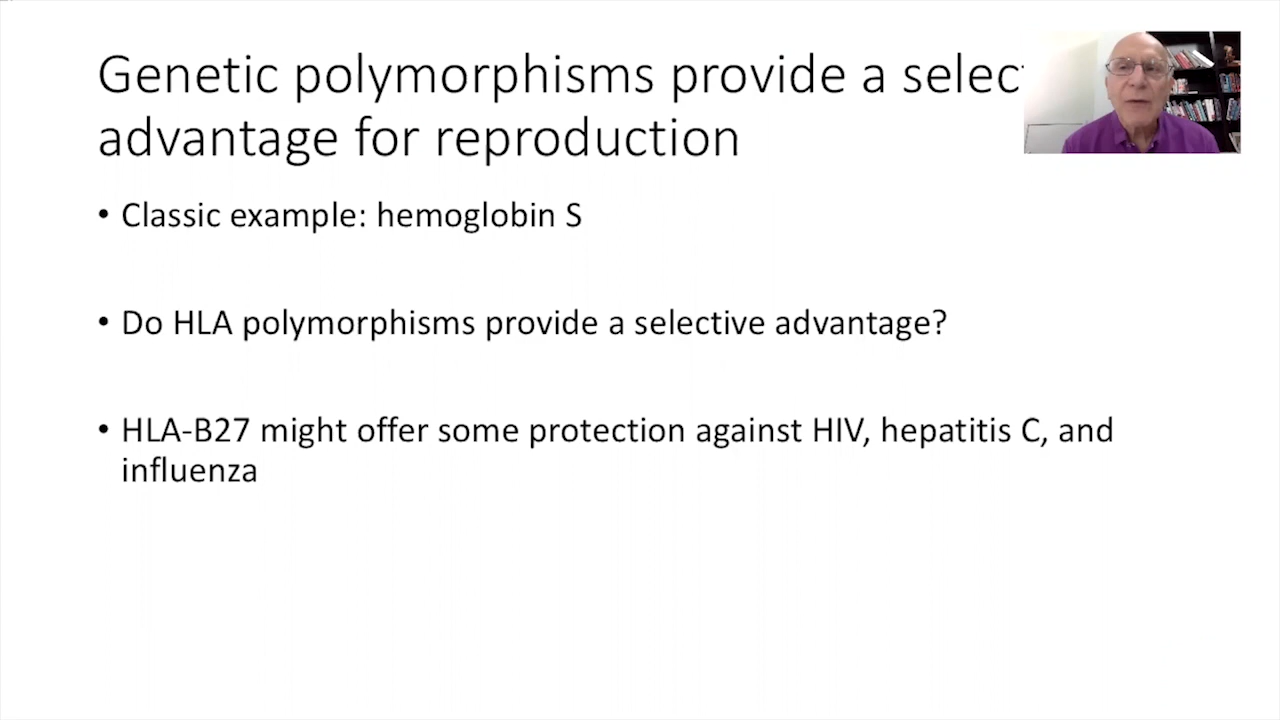 Genetic polymorphisms provide a
advantage for reproduction
• Classic example: hemoglobin S
• Do HLA polymorphisms provide a selective advantage?
• HLA-B27 might offer some protection against HIV, hepatitis C, and
influenza